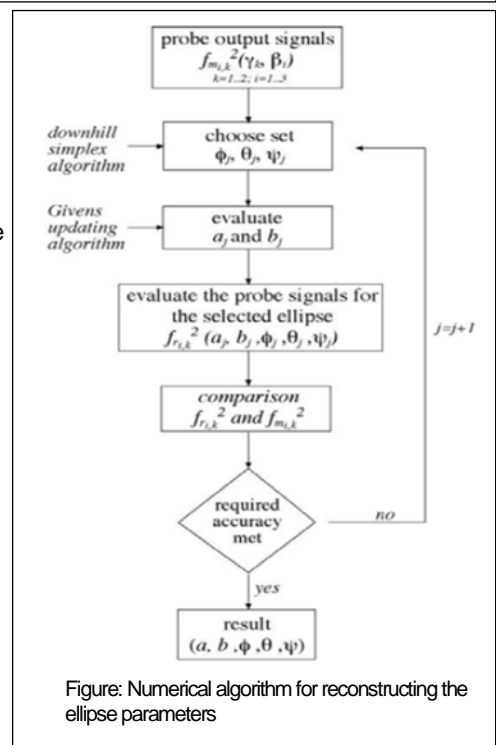 probe output signals
f_{m_{i,k}}^2(γ_k, β_i)
k=1..2; i=1..3
downhill
simplex
algorithm
choose set
ϕ_j, θ_j, ψ_j
Givens
updating
algorithm
evaluate
a_j and b_j
e
evaluate the probe signals for
the selected ellipse
f_{r_{i,k}}^2 (a_j, b_j ,ϕ_j ,θ_j ,ψ_j)
j=j+1
comparison
f_{r_{i,k}}^2 and f_{m_{i,k}}^2
required
accuracy
met
no
yes
result
(a, b ,ϕ ,θ ,ψ)
Figure: Numerical algorithm for reconstructing the
ellipse parameters